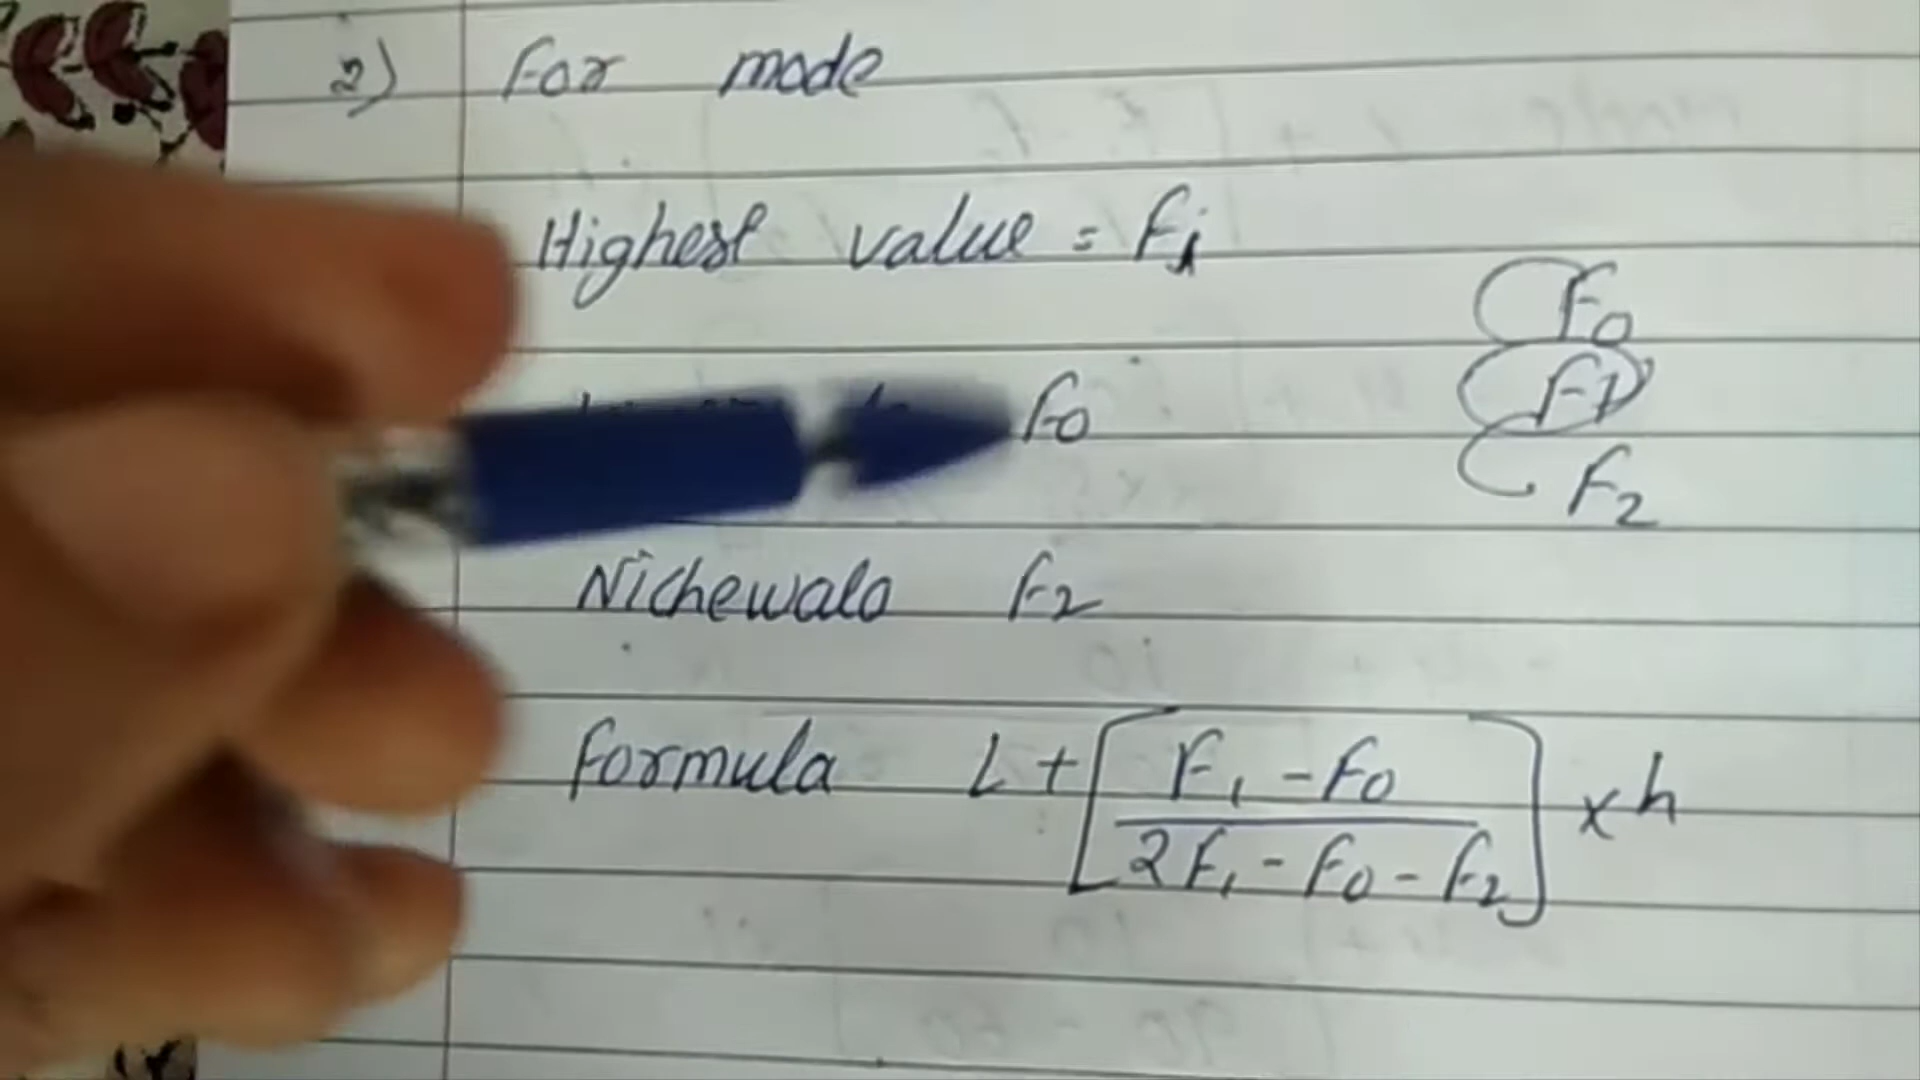 2) For mode
Highest value = F1
F0
F1
F2
F0
Nichewala F2
Formula L + [ F1 - F0 / 2F1 - F0 - F2 ] x h